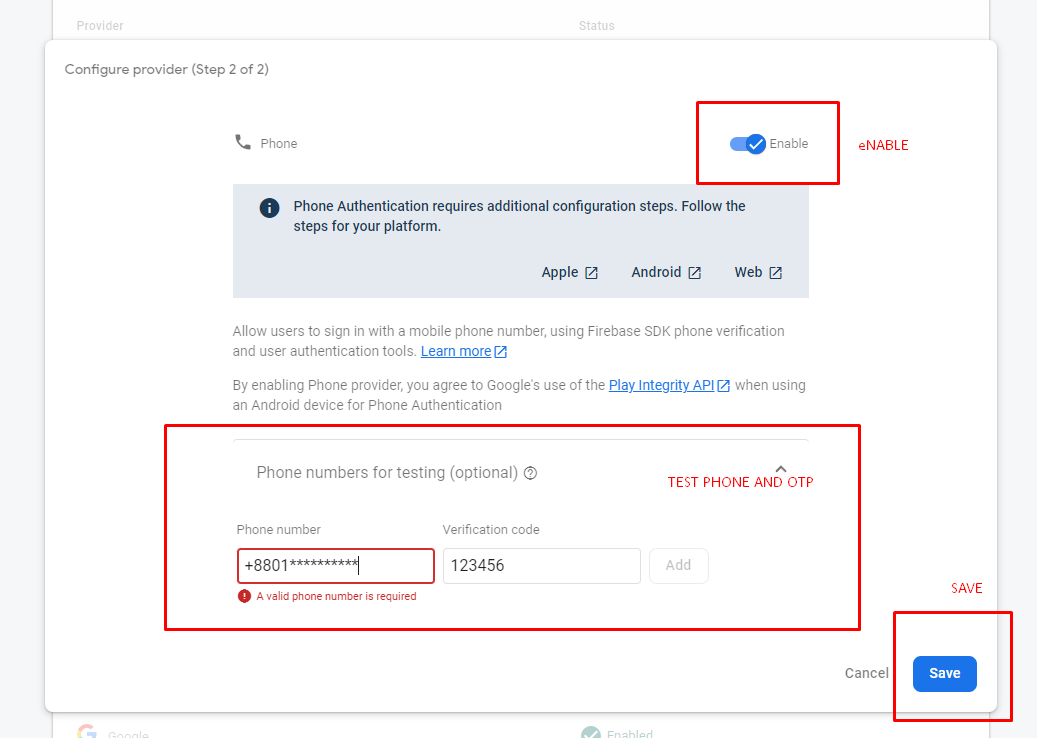 Provider
Status
Configure provider (Step 2 of 2)
Phone
Enable
eNABLE
Phone Authentication requires additional configuration steps. Follow the
steps for your platform.
Apple
Android
Web
Allow users to sign in with a mobile phone number, using Firebase SDK phone verification
and user authentication tools. Learn more
By enabling Phone provider, you agree to Google's use of the Play Integrity API when using
an Android device for Phone Authentication
Phone numbers for testing (optional)
TEST PHONE AND OTP
Phone number
Verification code
+8801**********
123456
Add
A valid phone number is required
SAVE
Cancel
Save
Google
Enabled